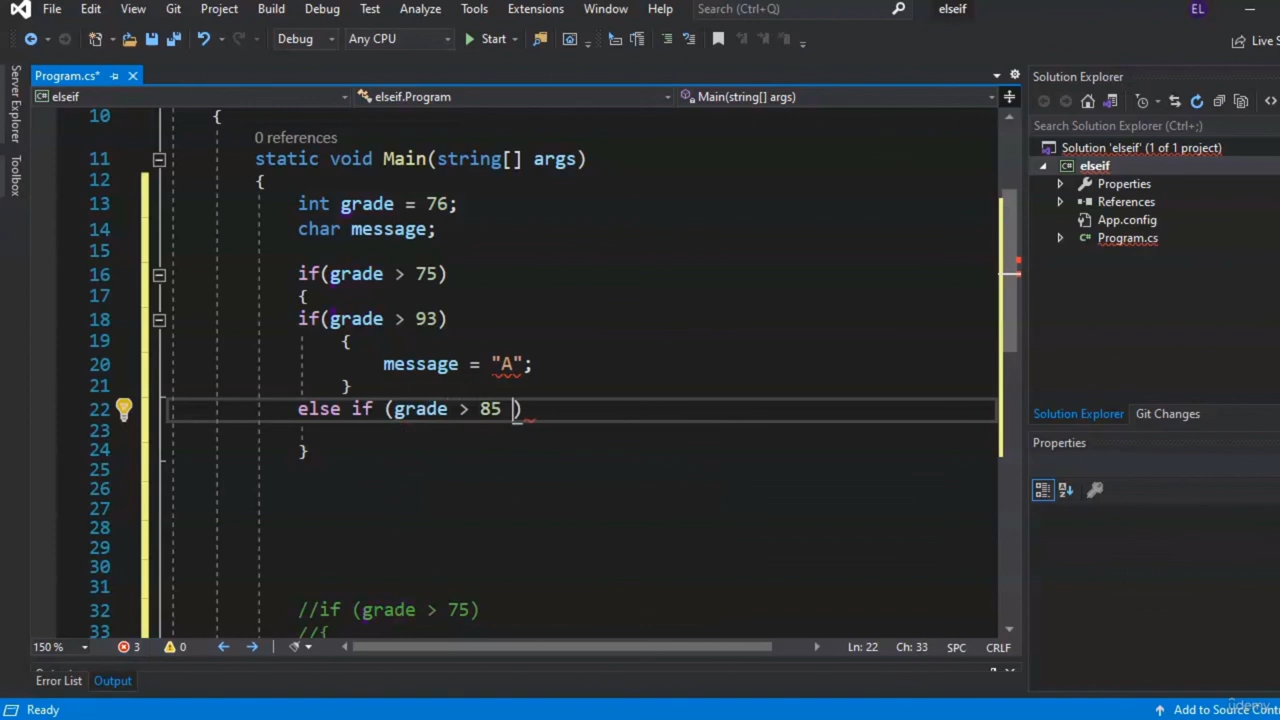 File Edit View Git Project Build Debug Test Analyze Tools Extensions Window Help Search (Ctrl+Q) elseif EL
Debug Any CPU Start Live S
Server Explorer
Toolbox
Program.cs*
elseif elseif.Program Main(string[] args)
10 {
0 references
11 static void Main(string[] args)
12 {
13 int grade = 76;
14 char message;
15
16 if(grade > 75)
17 {
18 if(grade > 93)
19 {
20 message = "A";
21 }
22 else if (grade > 85 )
23
24 }
25
26
27
28
29
30
31
32 //if (grade > 75)
33 //{
150 % 3 0 Ln: 22 Ch: 33 SPC CRLF
Error List Output
Ready Add to Source Contr
Solution Explorer
Search Solution Explorer (Ctrl+;)
Solution 'elseif' (1 of 1 project)
elseif
Properties
References
App.config
Program.cs
Solution Explorer Git Changes
Properties
udemy